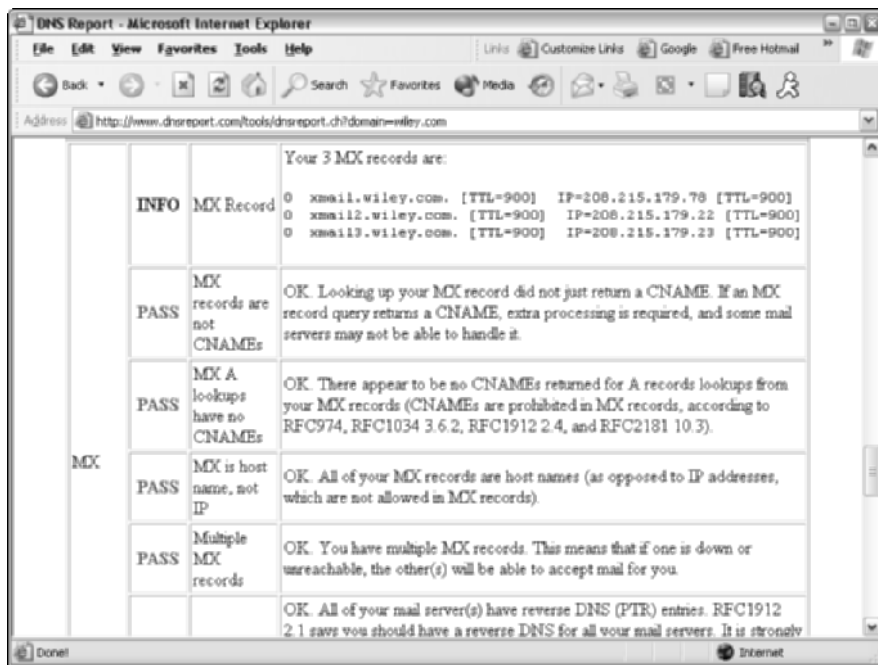 DNS Report - Microsoft Internet Explorer
File Edit View Favorites Tools Help Links Customize Links Google Free Hotmail »
Back Search Favorites Media
Address http://www.dnsreport.com/tools/dnsreport.ch?domain=wiley.com
Your 3 MX records are:
INFO MX Record
0 xmail.wiley.com. [TTL=900] IP=208.215.179.78 [TTL=900]
0 xmail2.wiley.com. [TTL=900] IP=208.215.179.22 [TTL=900]
0 xmail3.wiley.com. [TTL=900] IP=208.215.179.23 [TTL=900]
MX
PASS
MX
records are
not
CNAMEs
OK. Looking up your MX record did not just return a CNAME. If an MX
record query returns a CNAME, extra processing is required, and some mail
servers may not be able to handle it.
PASS
MX A
lookups
have no
CNAMEs
OK. There appear to be no CNAMEs returned for A records lookups from
your MX records (CNAMEs are prohibited in MX records, according to
RFC974, RFC1034 3.6.2, RFC1912 2.4, and RFC2181 10.3).
PASS
MX is host
name, not
IP
OK. All of your MX records are host names (as opposed to IP addresses,
which are not allowed in MX records).
PASS
Multiple
MX
records
OK. You have multiple MX records. This means that if one is down or
unreachable, the other(s) will be able to accept mail for you.
OK. All of your mail server(s) have reverse DNS (PTR) entries. RFC1912
2.1 says you should have a reverse DNS for all your mail servers. It is strongly
Done! Internet